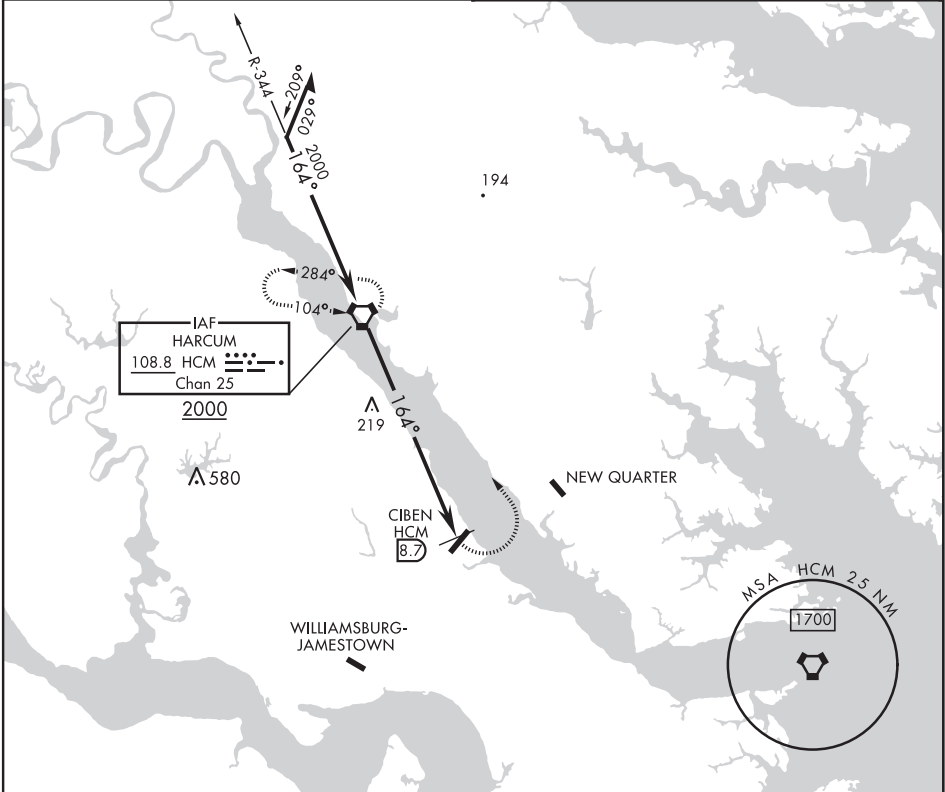 R-344
209°
029°
2000
164°
194
284°
104°
IAF
HARCUM
108.8 HCM
Chan 25
2000
219
164°
580
NEW QUARTER
CIBEN
HCM
8.7
MSA HCM 25 NM
1700
WILLIAMSBURG-
JAMESTOWN